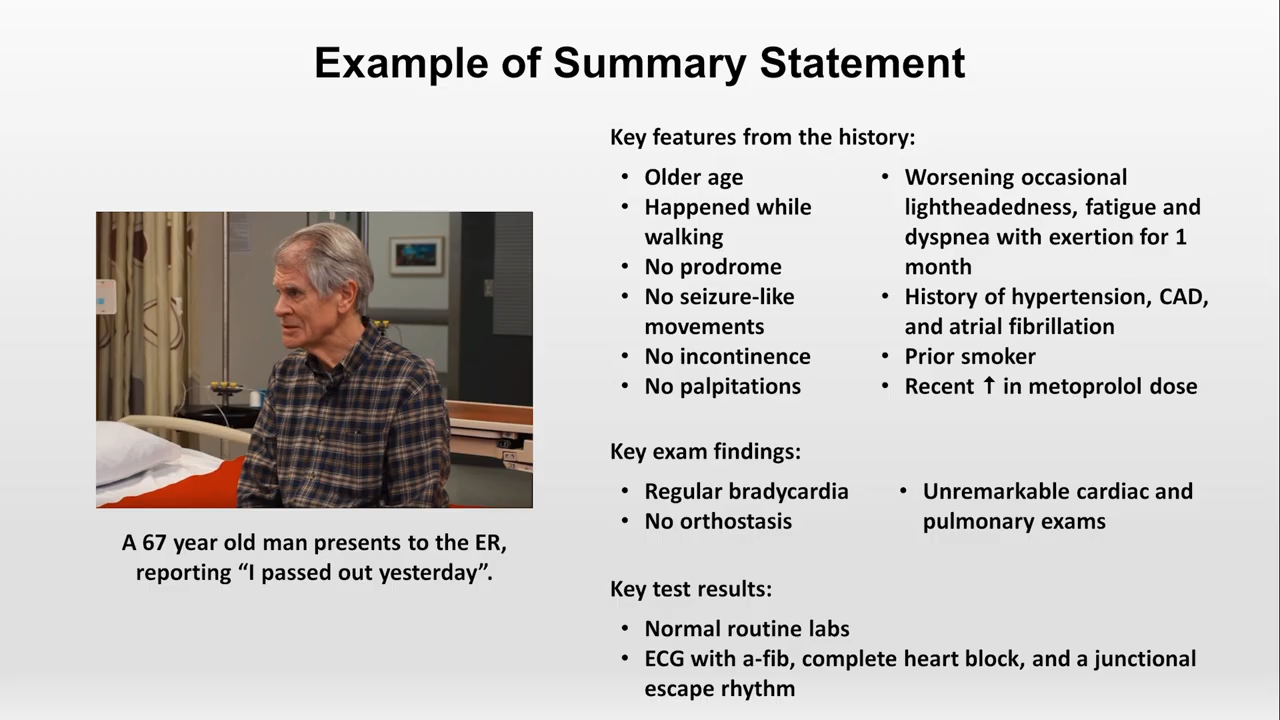 Example of Summary Statement
Key features from the history:
• Older age
• Happened while
walking
• No prodrome
• No seizure-like
movements
• No incontinence
• No palpitations
• Worsening occasional
lightheadedness, fatigue and
dyspnea with exertion for 1
month
• History of hypertension, CAD,
and atrial fibrillation
• Prior smoker
• Recent ↑ in metoprolol dose
Key exam findings:
• Regular bradycardia
• No orthostasis
• Unremarkable cardiac and
pulmonary exams
Key test results:
• Normal routine labs
• ECG with a-fib, complete heart block, and a junctional
escape rhythm
A 67 year old man presents to the ER,
reporting “I passed out yesterday”.